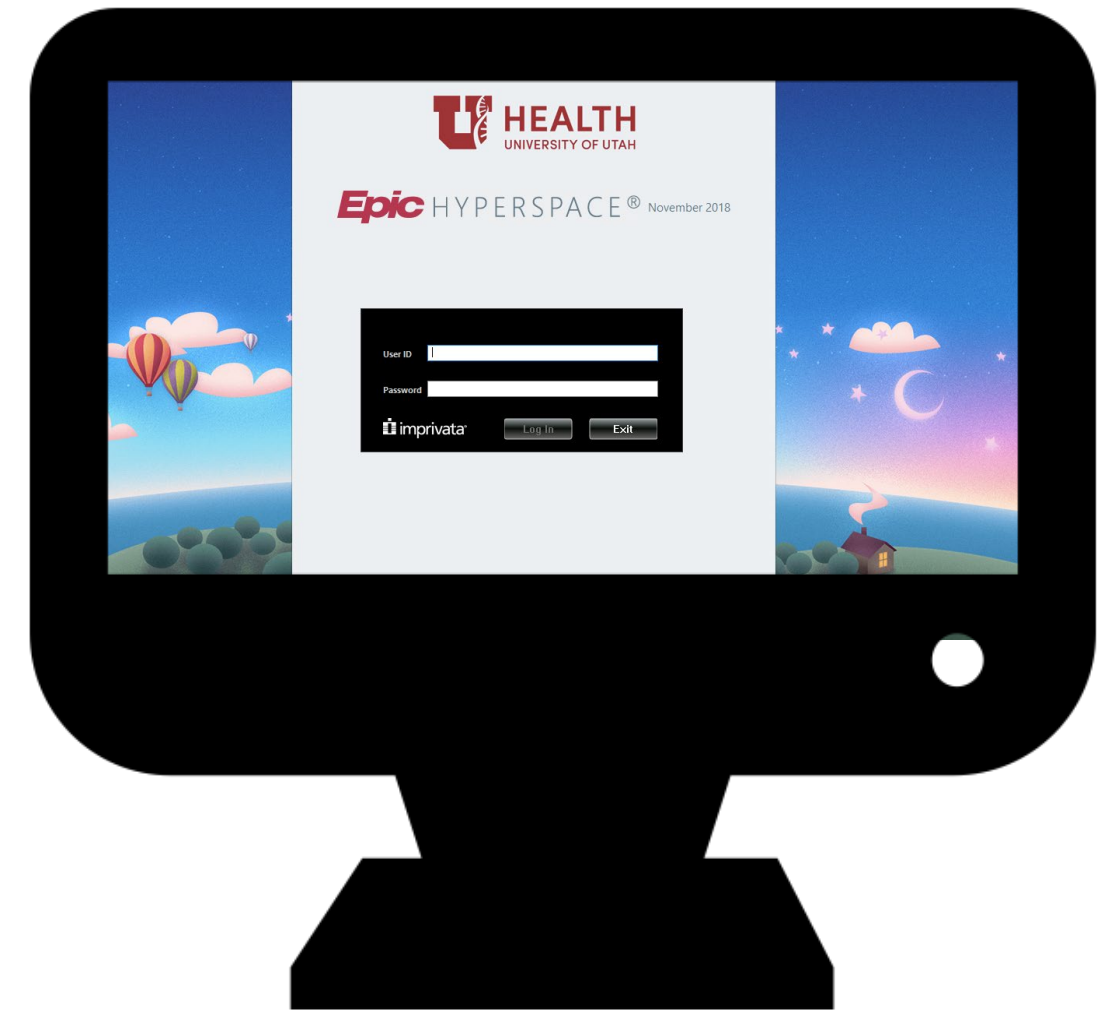 HEALTH
UNIVERSITY OF UTAH
Epic HYPERSPACE® November 2018
User ID
Password
imprivata
Log In
Exit